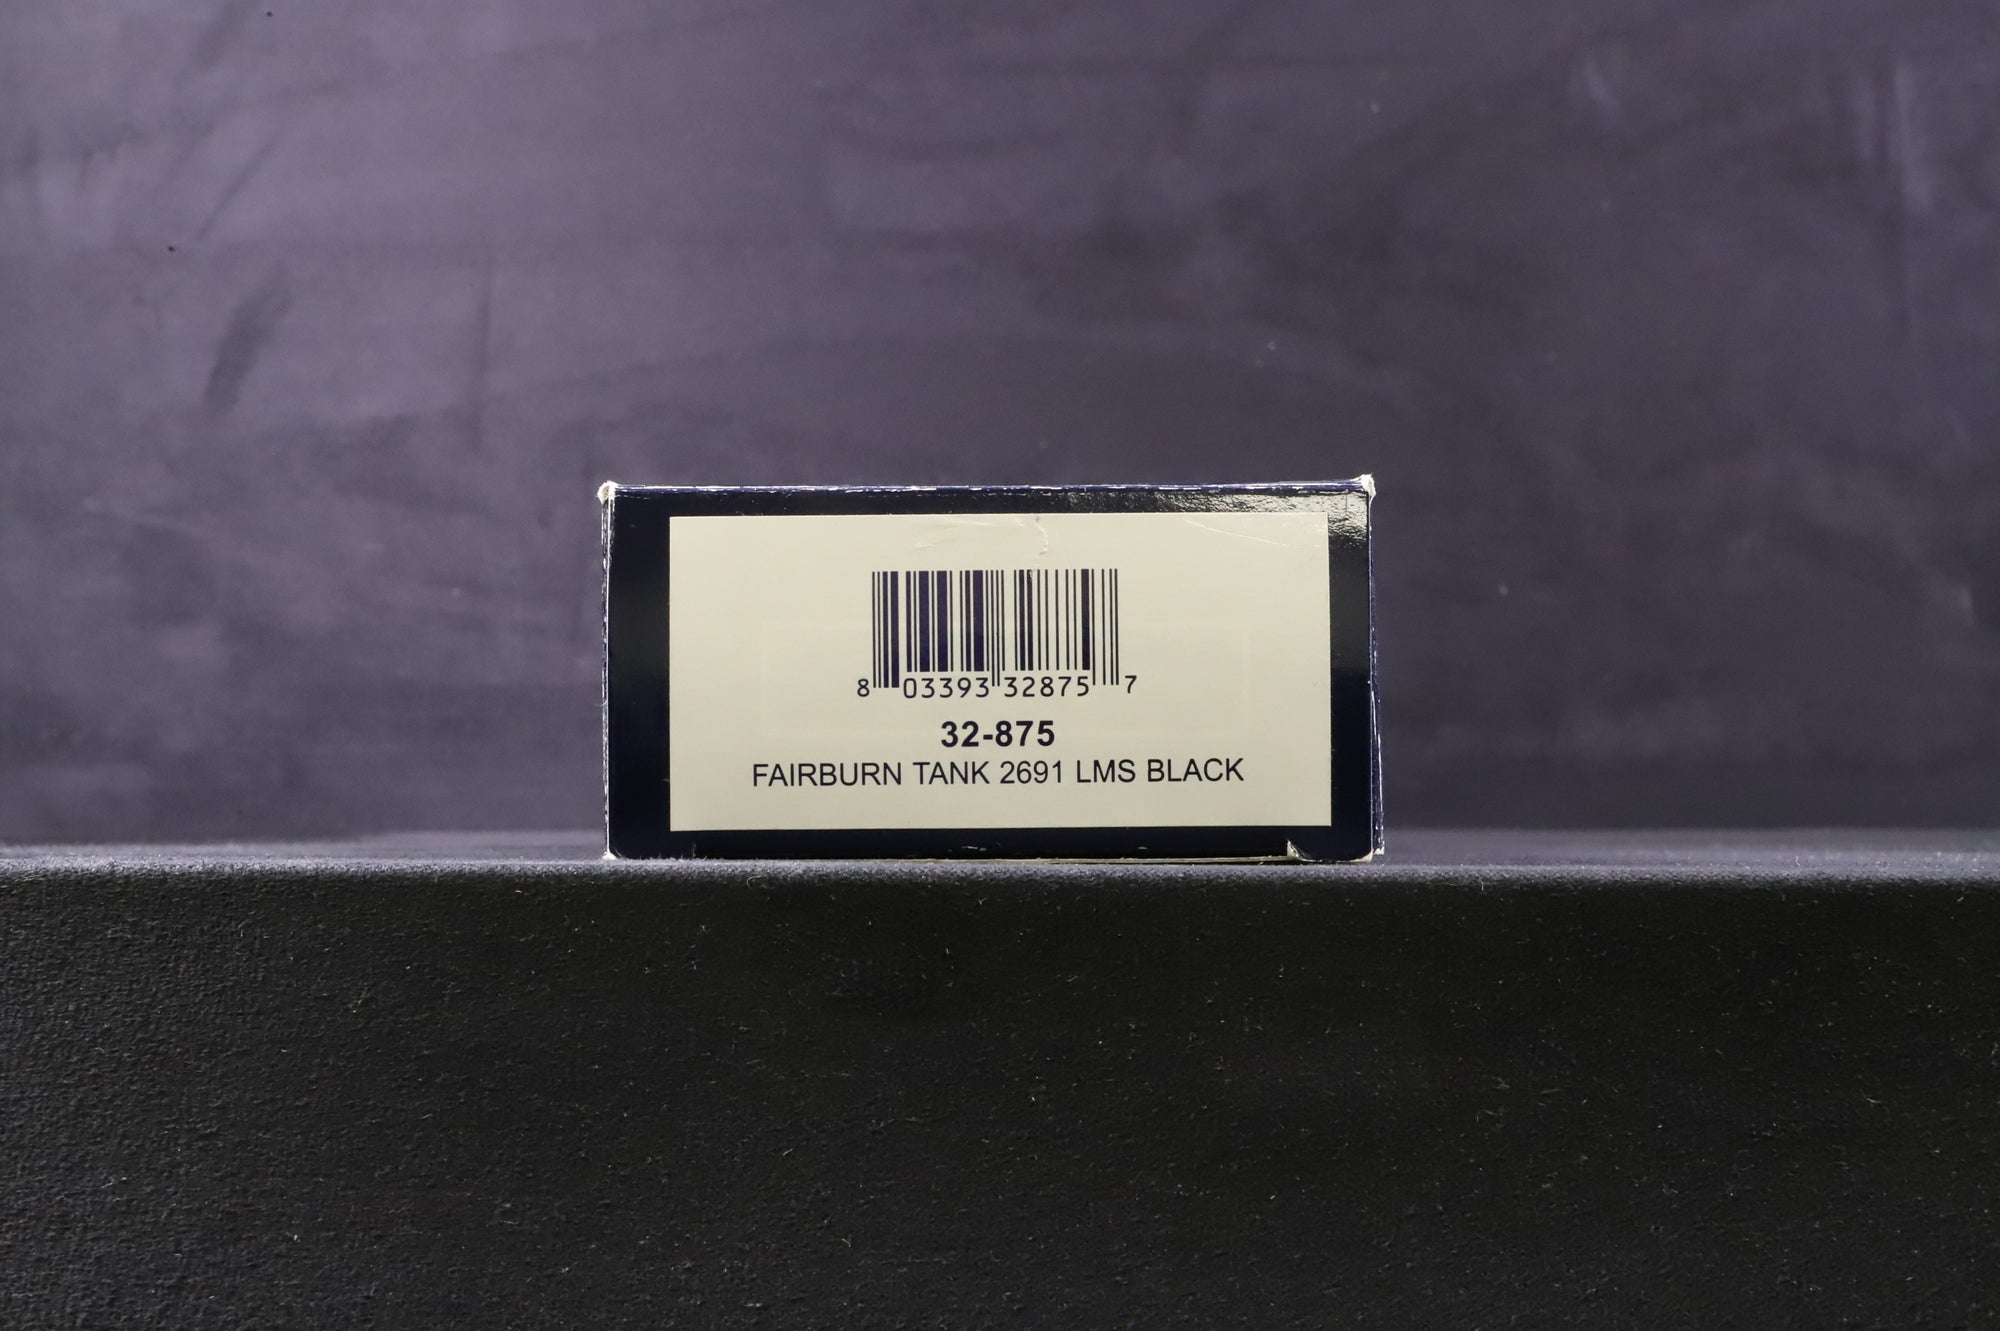 8 03393 32875 7
32-875
FAIRBURN TANK 2691 LMS BLACK